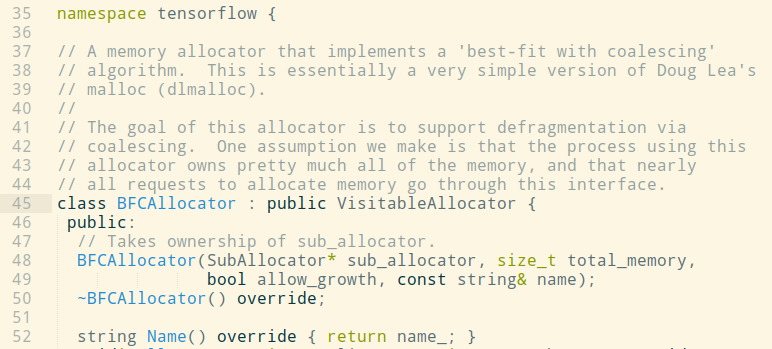 35 namespace tensorflow {
36
37 // A memory allocator that implements a 'best-fit with coalescing'
38 // algorithm.  This is essentially a very simple version of Doug Lea's
39 // malloc (dlmalloc).
40 //
41 // The goal of this allocator is to support defragmentation via
42 // coalescing.  One assumption we make is that the process using this
43 // allocator owns pretty much all of the memory, and that nearly
44 // all requests to allocate memory go through this interface.
45 class BFCAllocator : public VisitableAllocator {
46  public:
47   // Takes ownership of sub_allocator.
48   BFCAllocator(SubAllocator* sub_allocator, size_t total_memory,
49                bool allow_growth, const string& name);
50   ~BFCAllocator() override;
51
52   string Name() override { return name_; }